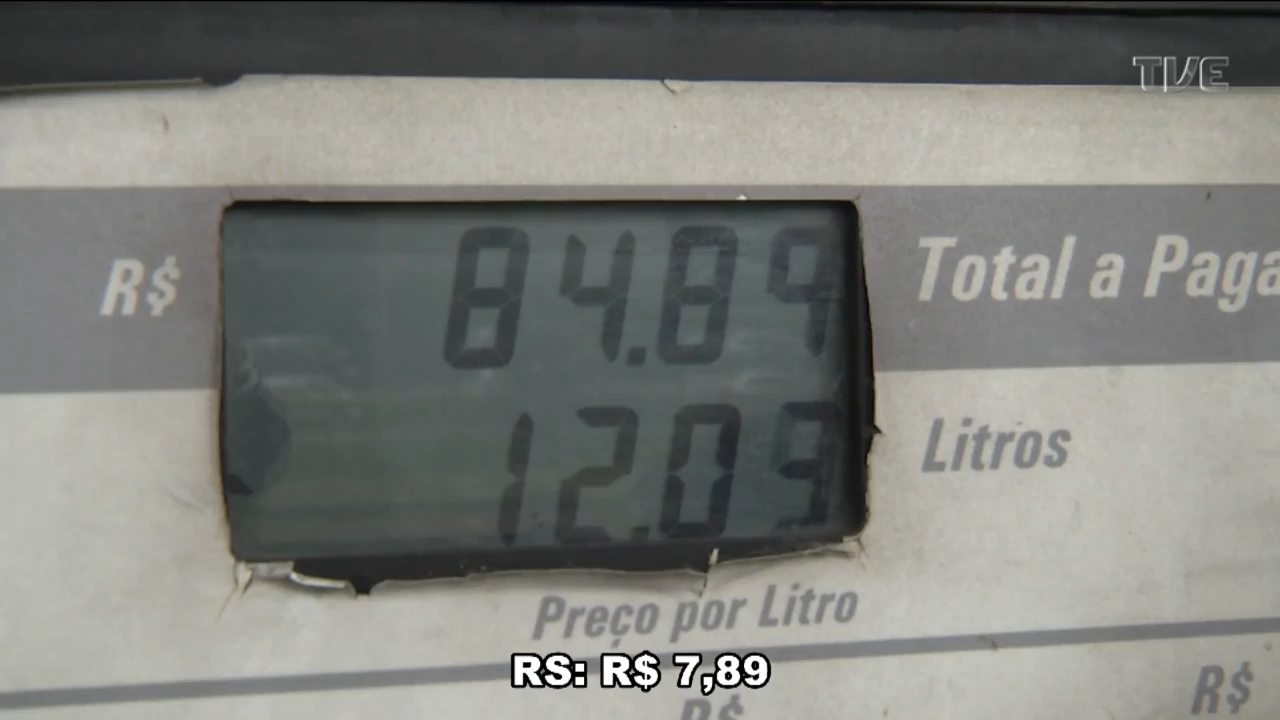 TVE
R$ 84.89 Total a Paga
12.09 Litros
Preço por Litro
RS: R$ 7,89
R$ R$